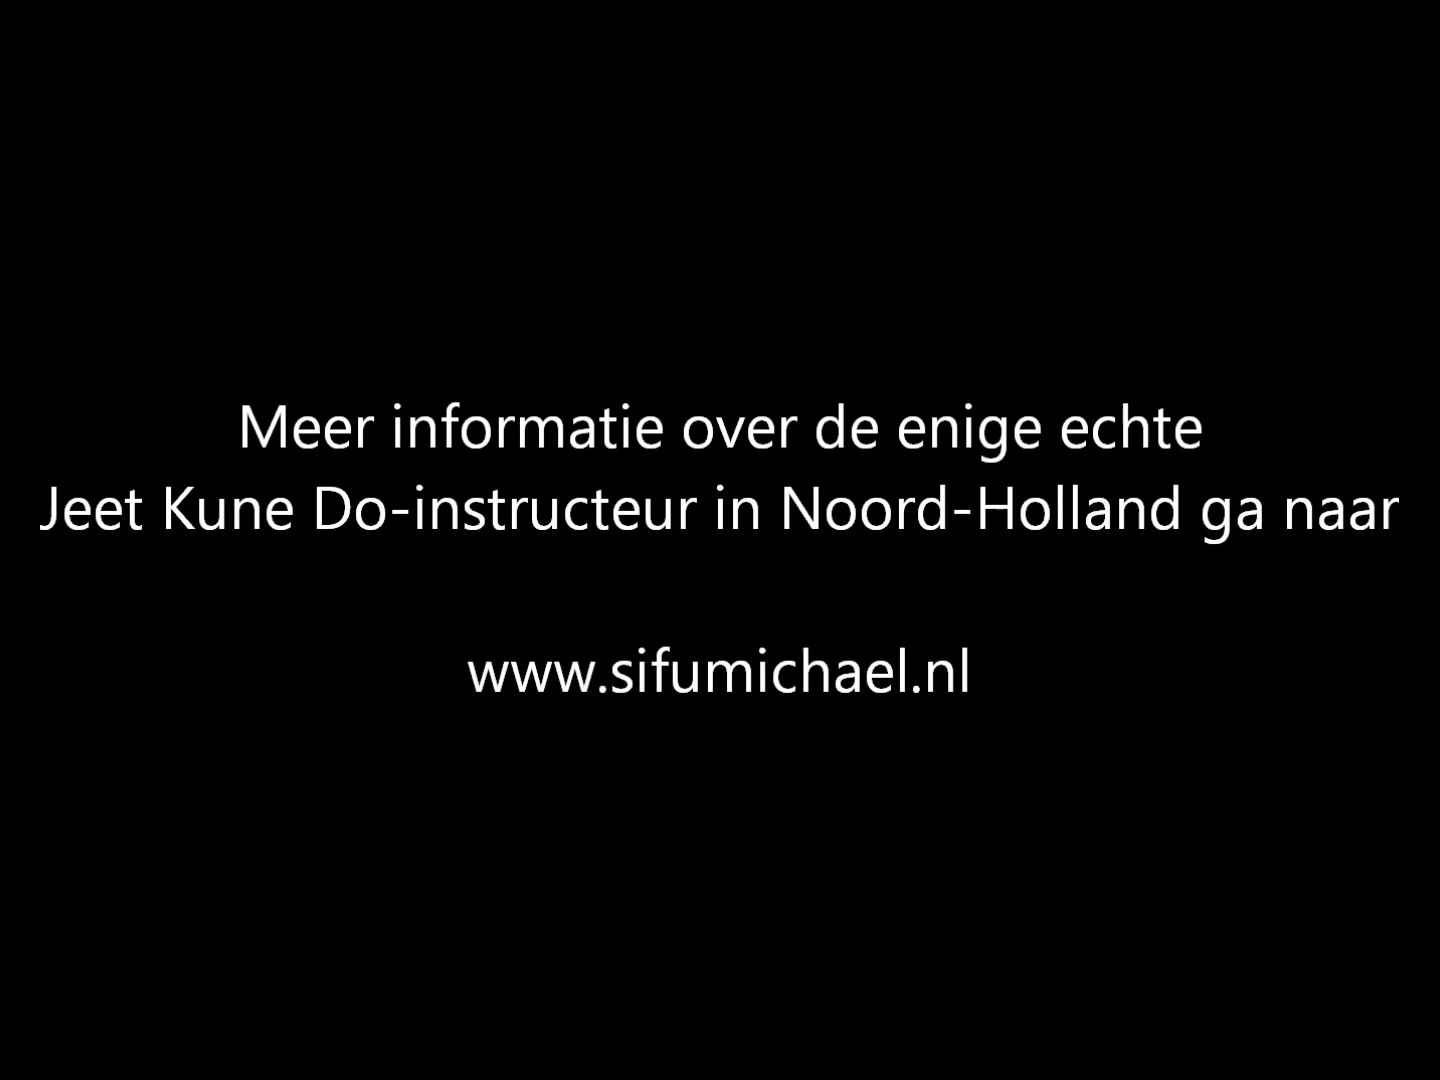 Meer informatie over de enige echte
Jeet Kune Do-instructeur in Noord-Holland ga naar
www.sifumichael.nl